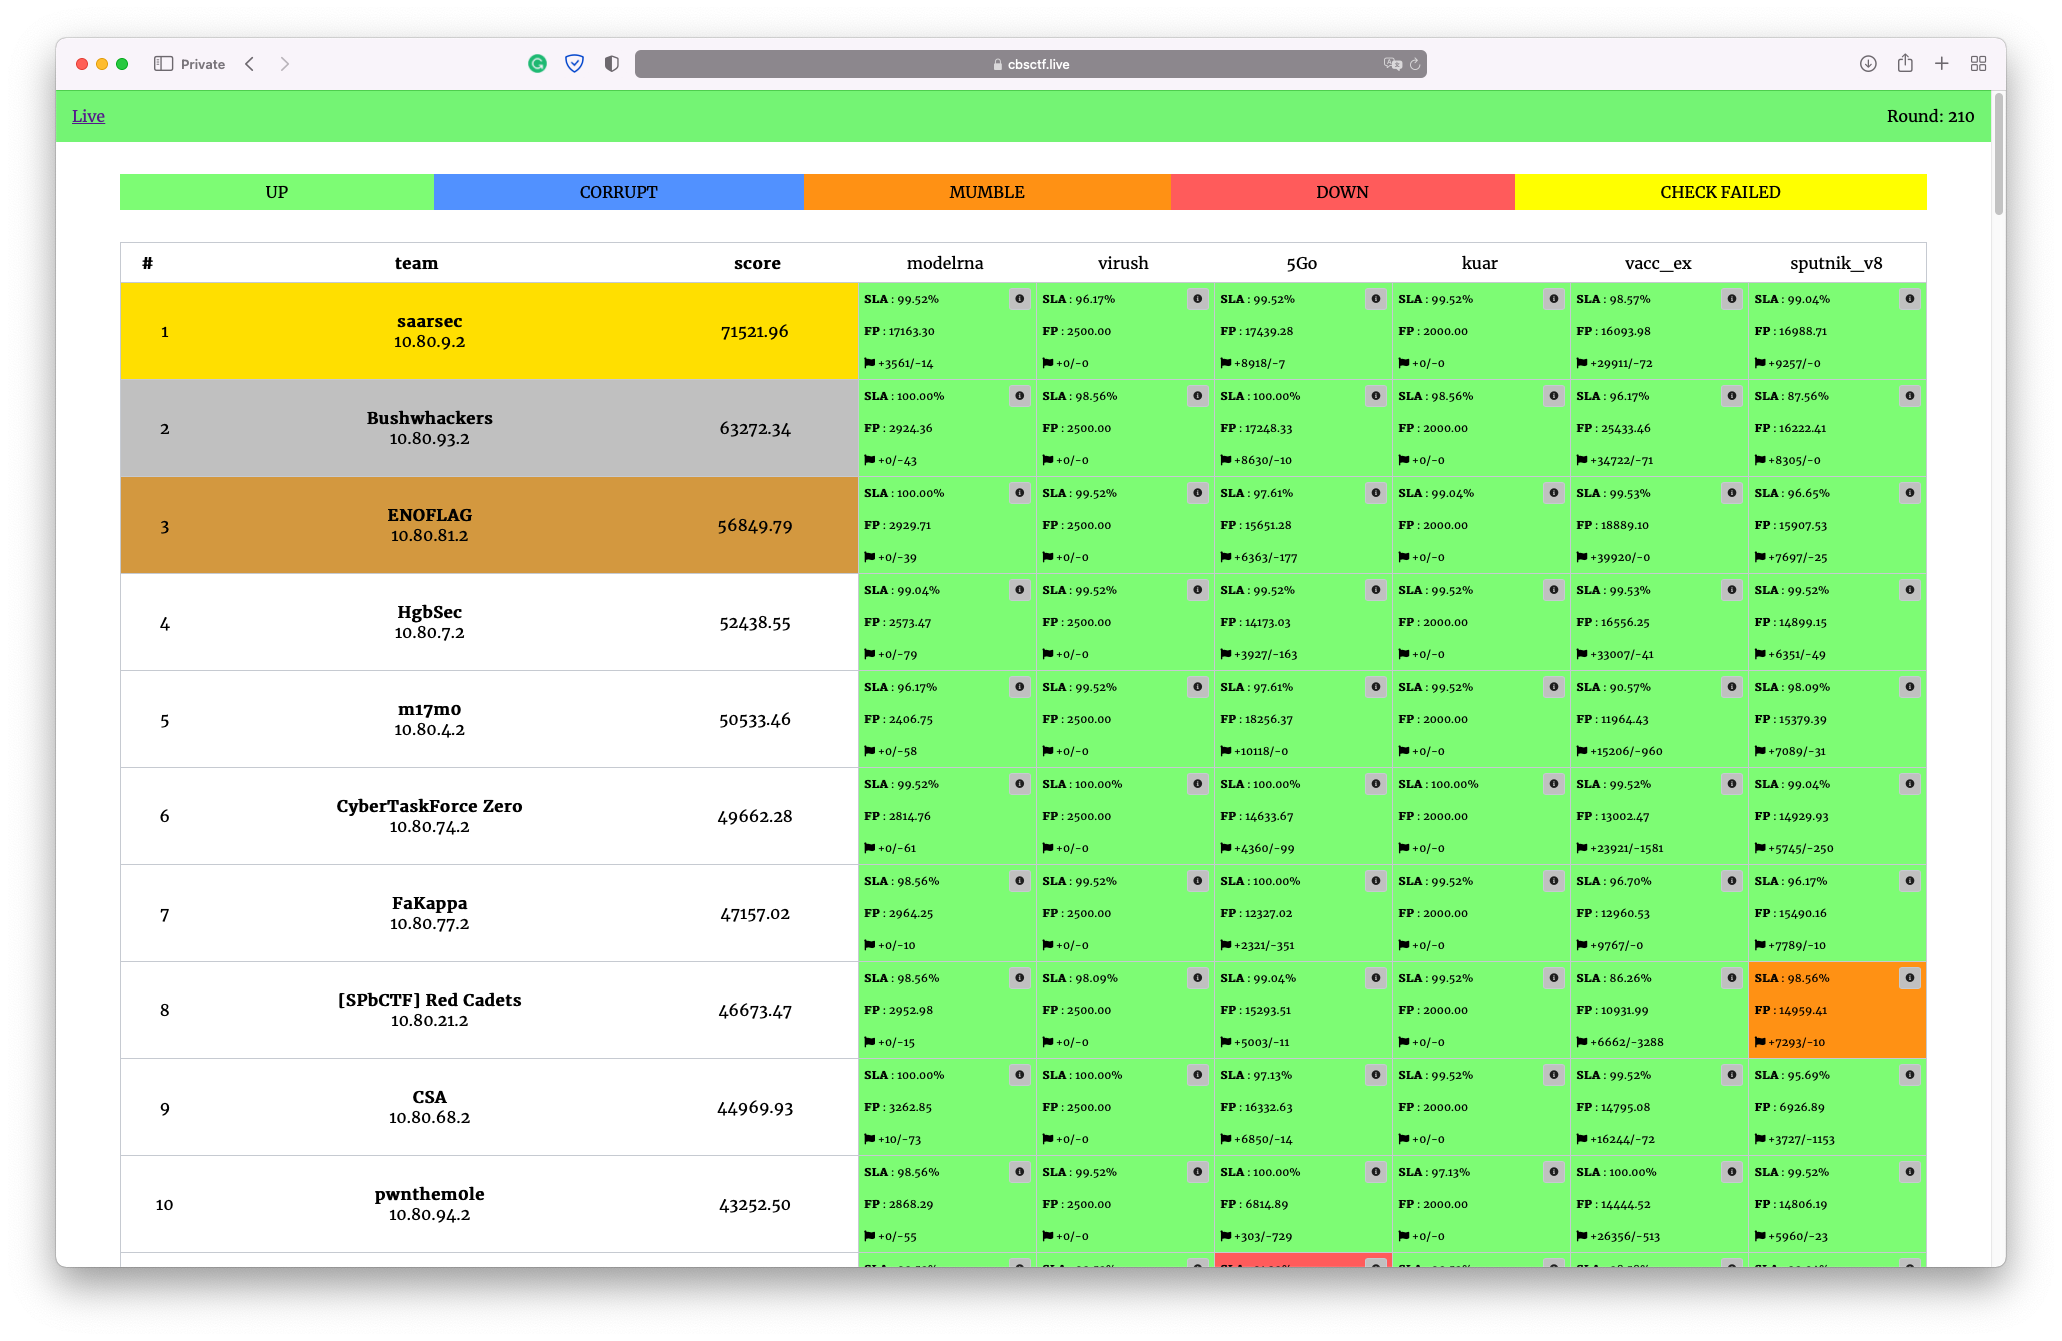 Private
cbsctf.live
Live
Round: 210
UP CORRUPT MUMBLE DOWN CHECK FAILED
# team score modelrna virush 5Go kuar vacc_ex sputnik_v8
SLA : 99.52% SLA : 96.17% SLA : 99.52% SLA : 99.52% SLA : 98.57% SLA : 99.04%
1 saarsec 10.80.9.2 71521.96 FP : 17163.30 FP : 2500.00 FP : 17439.28 FP : 2000.00 FP : 16093.98 FP : 16988.71
+3561/-14 +0/-0 +8918/-7 +0/-0 +29911/-72 +9257/-0
SLA : 100.00% SLA : 98.56% SLA : 100.00% SLA : 98.56% SLA : 96.17% SLA : 87.56%
2 Bushwhackers 10.80.93.2 63272.34 FP : 2924.36 FP : 2500.00 FP : 17248.33 FP : 2000.00 FP : 25433.46 FP : 16222.41
+0/-43 +0/-0 +8630/-10 +0/-0 +34722/-71 +8305/-0
SLA : 100.00% SLA : 99.52% SLA : 97.61% SLA : 99.04% SLA : 99.53% SLA : 96.65%
3 ENOFLAG 10.80.81.2 56849.79 FP : 2929.71 FP : 2500.00 FP : 15651.28 FP : 2000.00 FP : 18889.10 FP : 15907.53
+0/-39 +0/-0 +6363/-177 +0/-0 +39920/-0 +7697/-25
SLA : 99.04% SLA : 99.52% SLA : 99.52% SLA : 99.52% SLA : 99.53% SLA : 99.52%
4 HgbSec 10.80.7.2 52438.55 FP : 2573.47 FP : 2500.00 FP : 14173.03 FP : 2000.00 FP : 16556.25 FP : 14899.15
+0/-79 +0/-0 +3927/-163 +0/-0 +33007/-41 +6351/-49
SLA : 96.17% SLA : 99.52% SLA : 97.61% SLA : 99.52% SLA : 90.57% SLA : 98.09%
5 m17m0 10.80.4.2 50533.46 FP : 2406.75 FP : 2500.00 FP : 18256.37 FP : 2000.00 FP : 11964.43 FP : 15379.39
+0/-58 +0/-0 +10118/-0 +0/-0 +15206/-960 +7089/-31
SLA : 99.52% SLA : 100.00% SLA : 100.00% SLA : 100.00% SLA : 99.52% SLA : 99.04%
6 CyberTaskForce Zero 10.80.74.2 49662.28 FP : 2814.76 FP : 2500.00 FP : 14633.67 FP : 2000.00 FP : 13002.47 FP : 14929.93
+0/-61 +0/-0 +4360/-99 +0/-0 +23921/-1581 +5745/-250
SLA : 98.56% SLA : 99.52% SLA : 100.00% SLA : 99.52% SLA : 96.70% SLA : 96.17%
7 FaKappa 10.80.77.2 47157.02 FP : 2964.25 FP : 2500.00 FP : 12327.02 FP : 2000.00 FP : 12960.53 FP : 15490.16
+0/-10 +0/-0 +2321/-351 +0/-0 +9767/-0 +7789/-10
SLA : 98.56% SLA : 98.09% SLA : 99.04% SLA : 99.52% SLA : 86.26% SLA : 98.56%
8 [SPbCTF] Red Cadets 10.80.21.2 46673.47 FP : 2952.98 FP : 2500.00 FP : 15293.51 FP : 2000.00 FP : 10931.99 FP : 14959.41
+0/-15 +0/-0 +5003/-11 +0/-0 +6662/-3288 +7293/-10
SLA : 100.00% SLA : 100.00% SLA : 97.13% SLA : 99.52% SLA : 99.52% SLA : 95.69%
9 CSA 10.80.68.2 44969.93 FP : 3262.85 FP : 2500.00 FP : 16332.63 FP : 2000.00 FP : 14795.08 FP : 6926.89
+10/-73 +0/-0 +6850/-14 +0/-0 +16244/-72 +3727/-1153
SLA : 98.56% SLA : 99.52% SLA : 100.00% SLA : 97.13% SLA : 100.00% SLA : 99.52%
10 pwnthemole 10.80.94.2 43252.50 FP : 2868.29 FP : 2500.00 FP : 6814.89 FP : 2000.00 FP : 14444.52 FP : 14806.19
+0/-55 +0/-0 +303/-729 +0/-0 +26356/-513 +5960/-23